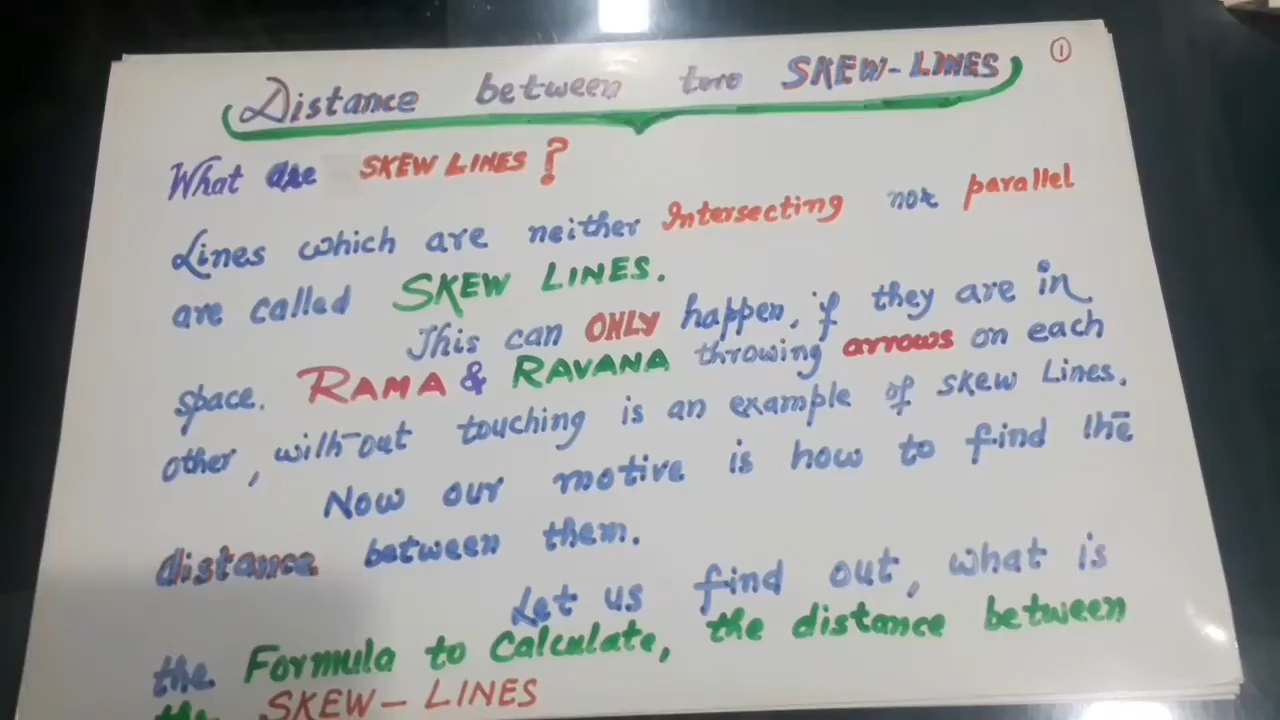 Distance between two SKEW-LINES
①
What are SKEW LINES?
Lines which are neither Intersecting nor parallel
are called SKEW LINES.
This can ONLY happen, if they are in
space. RAMA & RAVANA throwing arrows on each
other, with-out touching is an example of skew Lines.
Now our motive is how to find the
distance between them.
Let us find out, what is
the Formula to Calculate, the distance between
the SKEW-LINES